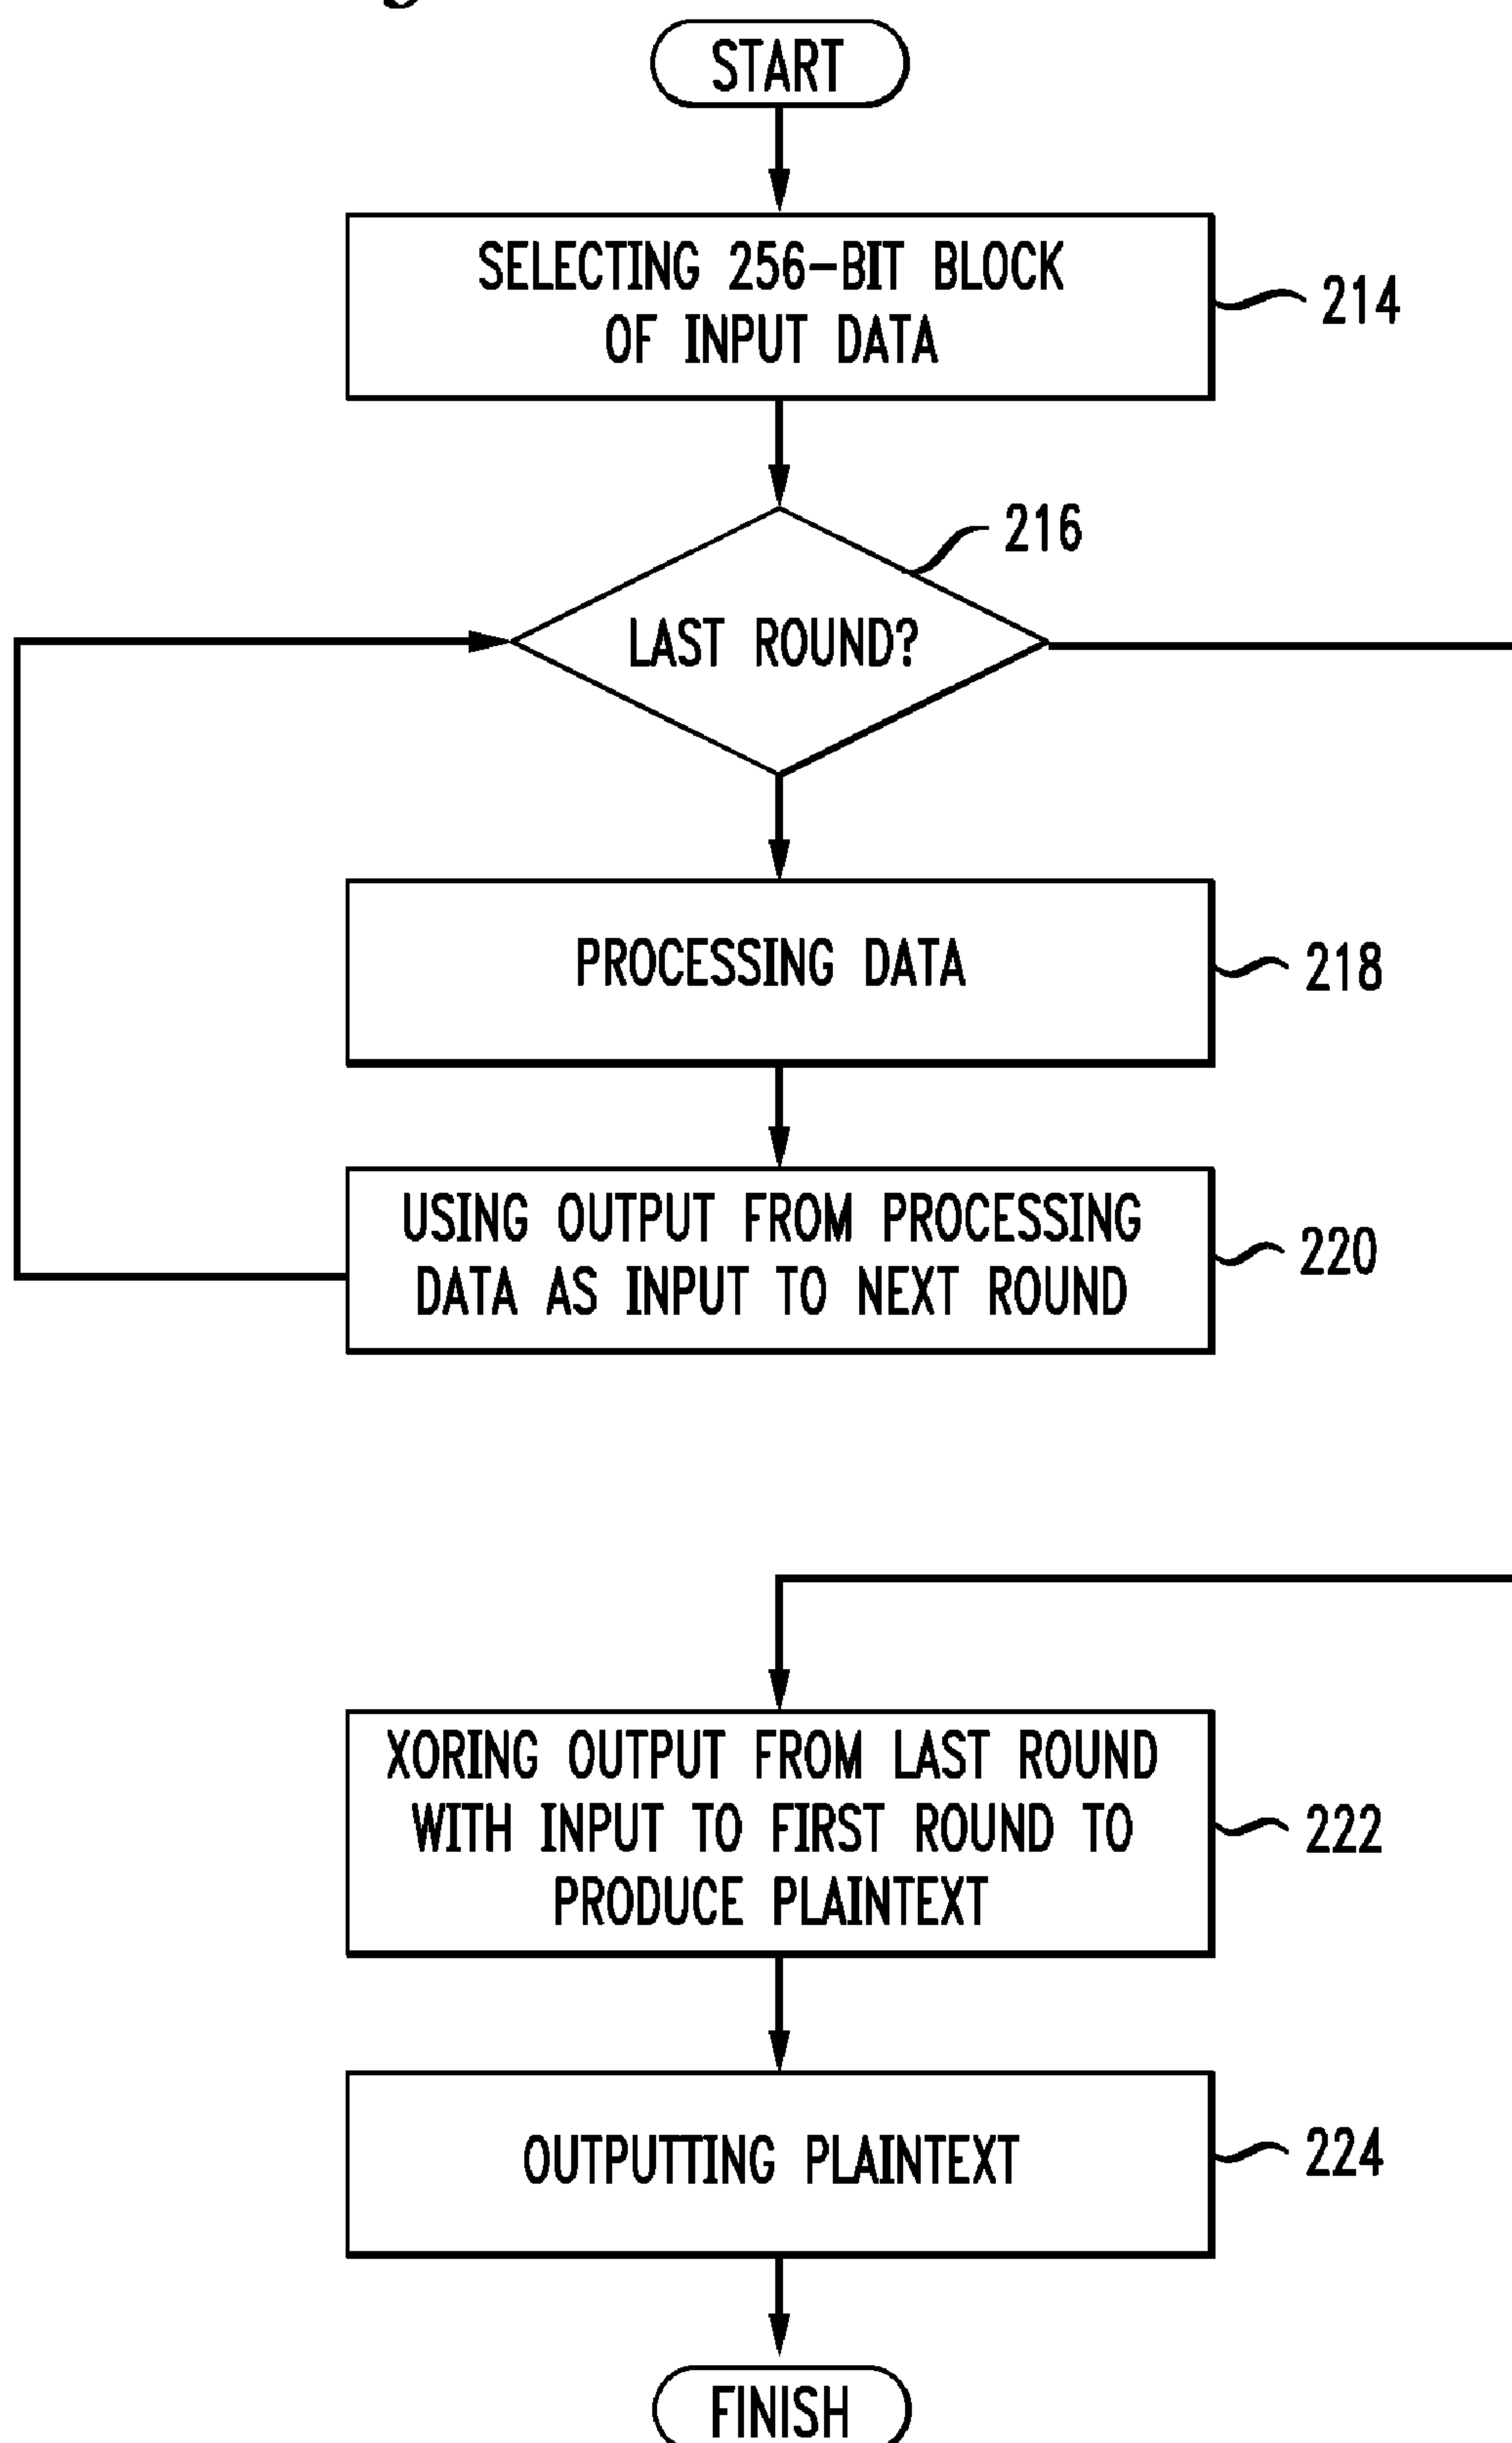 START
SELECTING 256-BIT BLOCK
OF INPUT DATA
214
216
LAST ROUND?
PROCESSING DATA
218
USING OUTPUT FROM PROCESSING
DATA AS INPUT TO NEXT ROUND
220
XORING OUTPUT FROM LAST ROUND
WITH INPUT TO FIRST ROUND TO
PRODUCE PLAINTEXT
222
OUTPUTTING PLAINTEXT
224
FINISH